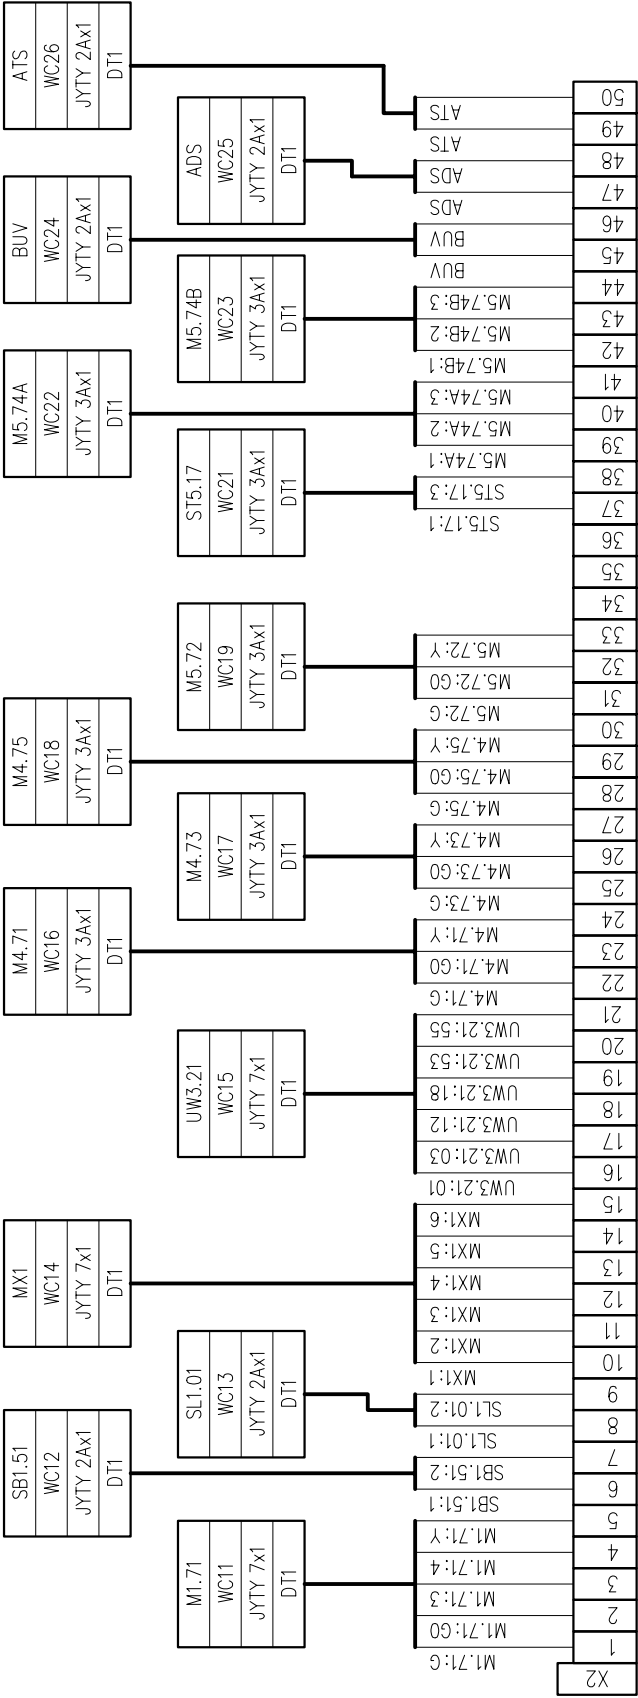 ATS
WC26
JYTY 2Ax1
DT1
ADS
WC25
JYTY 2Ax1
DT1
BUV
WC24
JYTY 2Ax1
DT1
M5.74B
WC23
JYTY 3Ax1
DT1
M5.74A
WC22
JYTY 3Ax1
DT1
ST5.17
WC21
JYTY 3Ax1
DT1
M5.72
WC19
JYTY 3Ax1
DT1
M4.75
WC18
JYTY 3Ax1
DT1
M4.73
WC17
JYTY 3Ax1
DT1
M4.71
WC16
JYTY 3Ax1
DT1
UW3.21
WC15
JYTY 7x1
DT1
MX1
WC14
JYTY 7x1
DT1
SL1.01
WC13
JYTY 2Ax1
DT1
SB1.51
WC12
JYTY 2Ax1
DT1
M1.71
WC11
JYTY 7x1
DT1
ATS
ATS
ADS
ADS
BUV
BUV
M5.74B:3
M5.74B:2
M5.74B:1
M5.74A:3
M5.74A:2
M5.74A:1
ST5.17:3
ST5.17:1
M5.72:Y
M5.72:GO
M5.72:G
M4.75:Y
M4.75:GO
M4.75:G
M4.73:Y
M4.73:GO
M4.73:G
M4.71:Y
M4.71:GO
M4.71:G
UW3.21:55
UW3.21:53
UW3.21:18
UW3.21:12
UW3.21:03
UW3.21:01
MX1:6
MX1:5
MX1:4
MX1:3
MX1:2
MX1:1
SL1.01:2
SL1.01:1
SB1.51:2
SB1.51:1
M1.71:Y
M1.71:4
M1.71:3
M1.71:GO
M1.71:G
50
49
48
47
46
45
44
43
42
41
40
39
38
37
36
35
34
33
32
31
30
29
28
27
26
25
24
23
22
21
20
19
18
17
16
15
14
13
12
11
10
9
8
7
6
5
4
3
2
1
X2